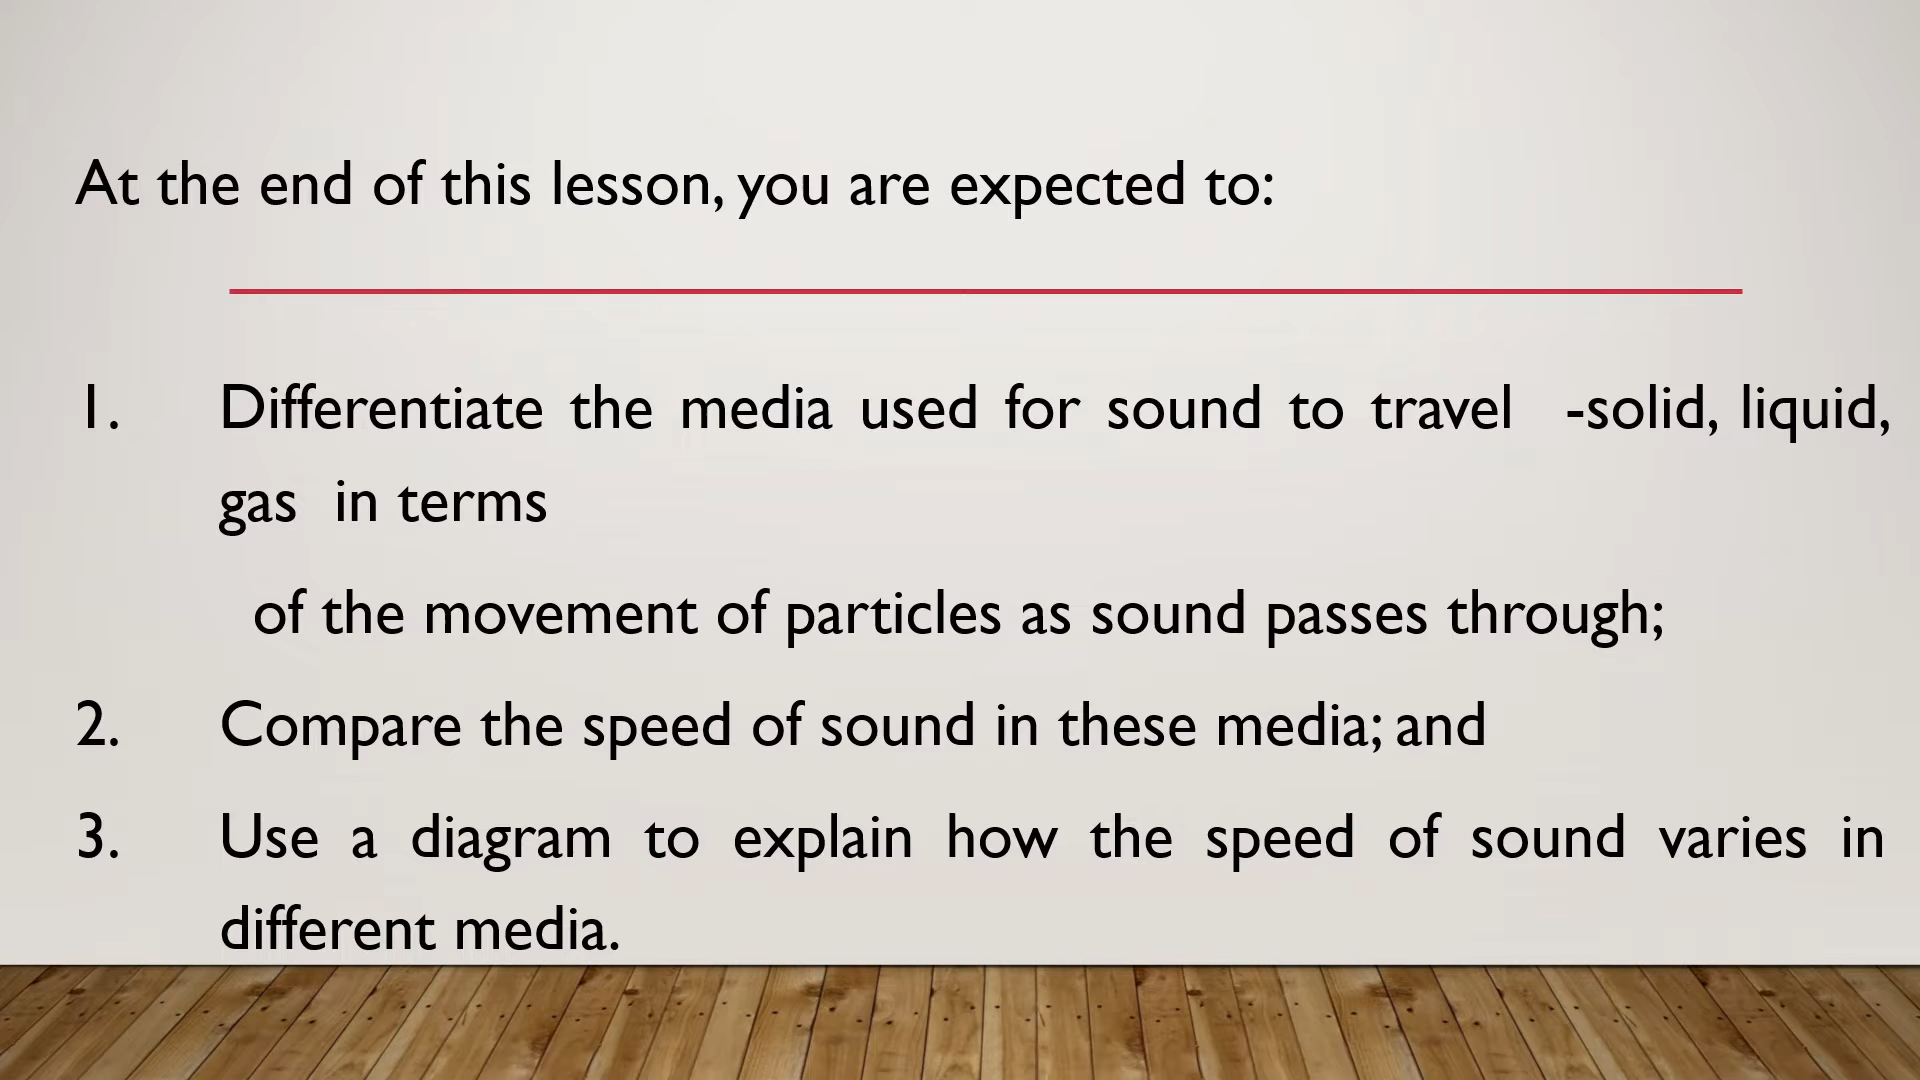 At the end of this lesson, you are expected to:
1. Differentiate the media used for sound to travel -solid, liquid,
gas in terms
of the movement of particles as sound passes through;
2. Compare the speed of sound in these media; and
3. Use a diagram to explain how the speed of sound varies in
different media.